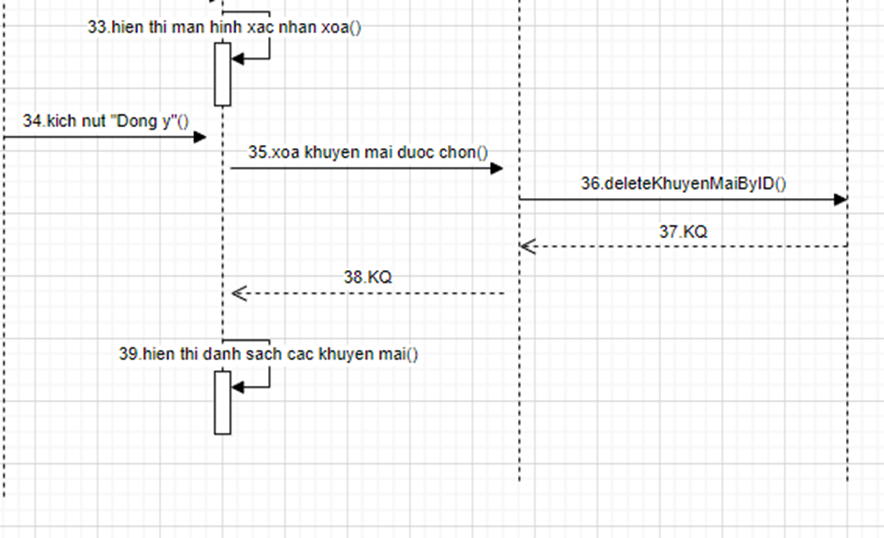 33.hien thi man hinh xac nhan xoa()
34.kich nut "Dong y"()
35.xoa khuyen mai duoc chon()
36.deleteKhuyenMaiByID()
37.KQ
38.KQ
39.hien thi danh sach cac khuyen mai()